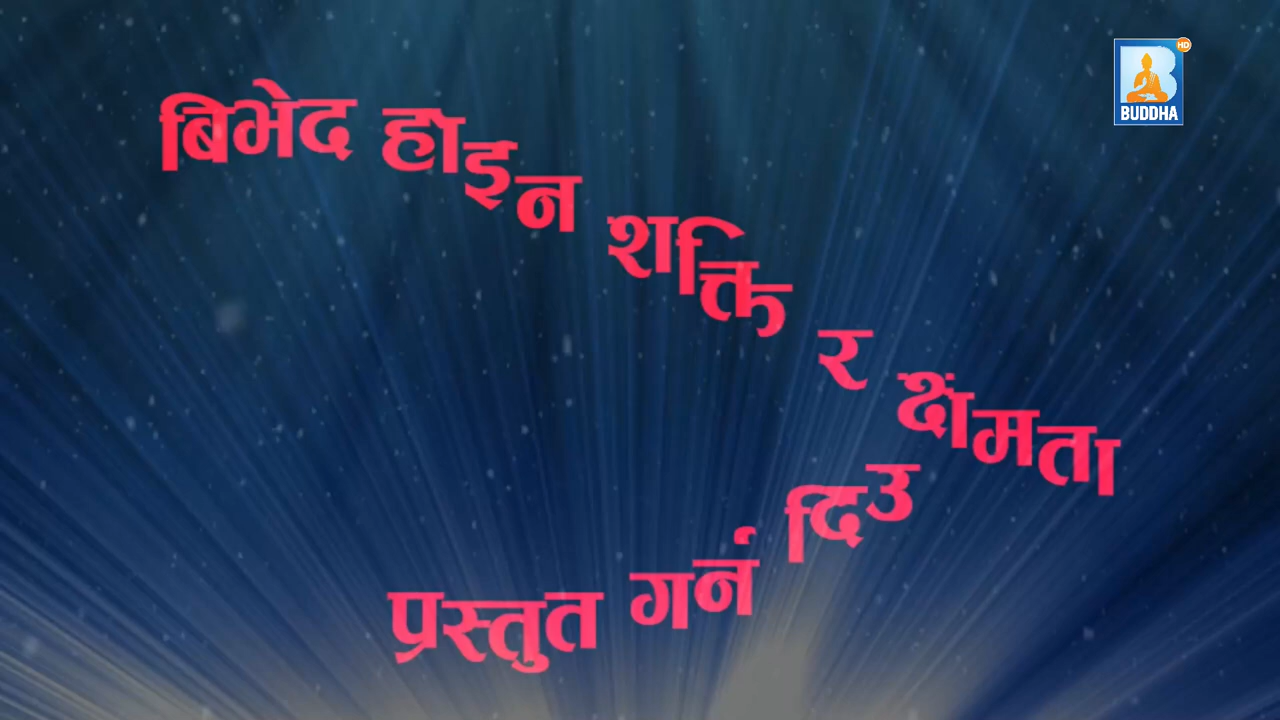 BUDDHA HD
बिभेद हाइन शक्ति र क्षमता
प्रस्तुत गर्न दिउ